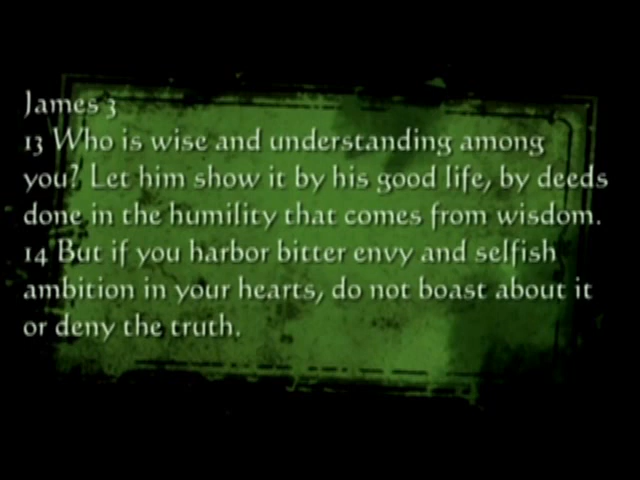 James 3
13 Who is wise and understanding among
you? Let him show it by his good life, by deeds
done in the humility that comes from wisdom.
14 But if you harbor bitter envy and selfish
ambition in your hearts, do not boast about it
or deny the truth.